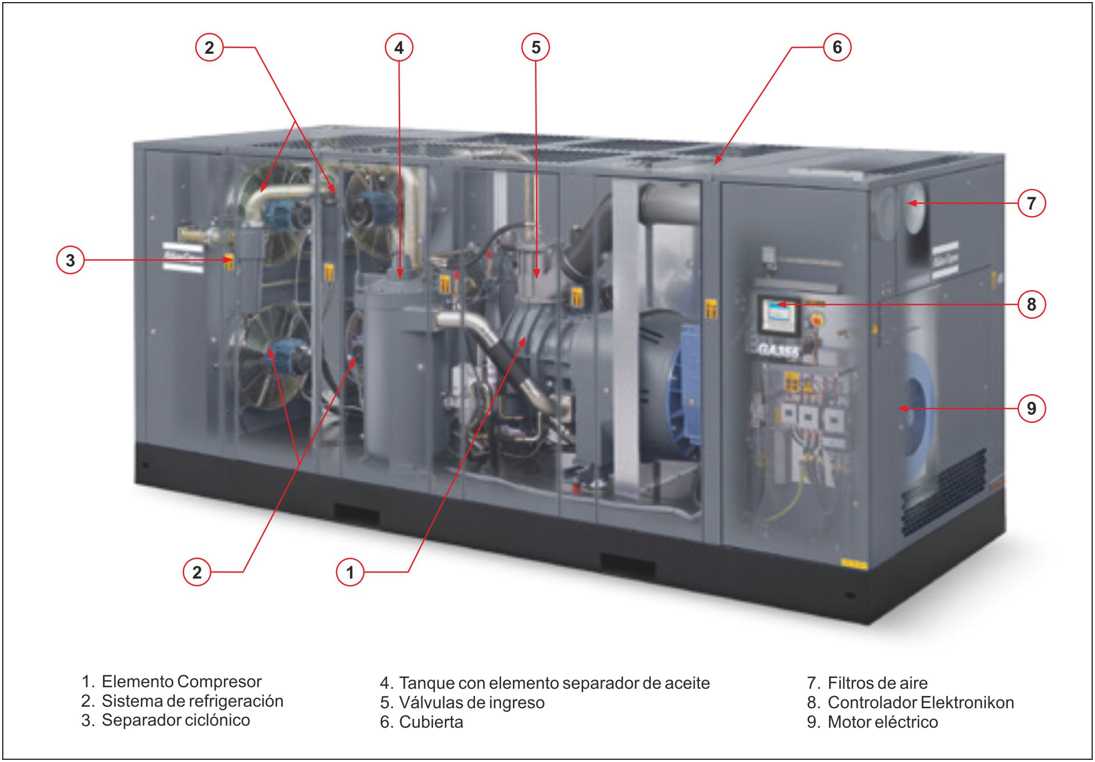 2
4
5
6
7
3
8
GA355
9
2
1
1. Elemento Compresor
2. Sistema de refrigeración
3. Separador ciclónico
4. Tanque con elemento separador de aceite
5. Válvulas de ingreso
6. Cubierta
7. Filtros de aire
8. Controlador Elektronikon
9. Motor eléctrico